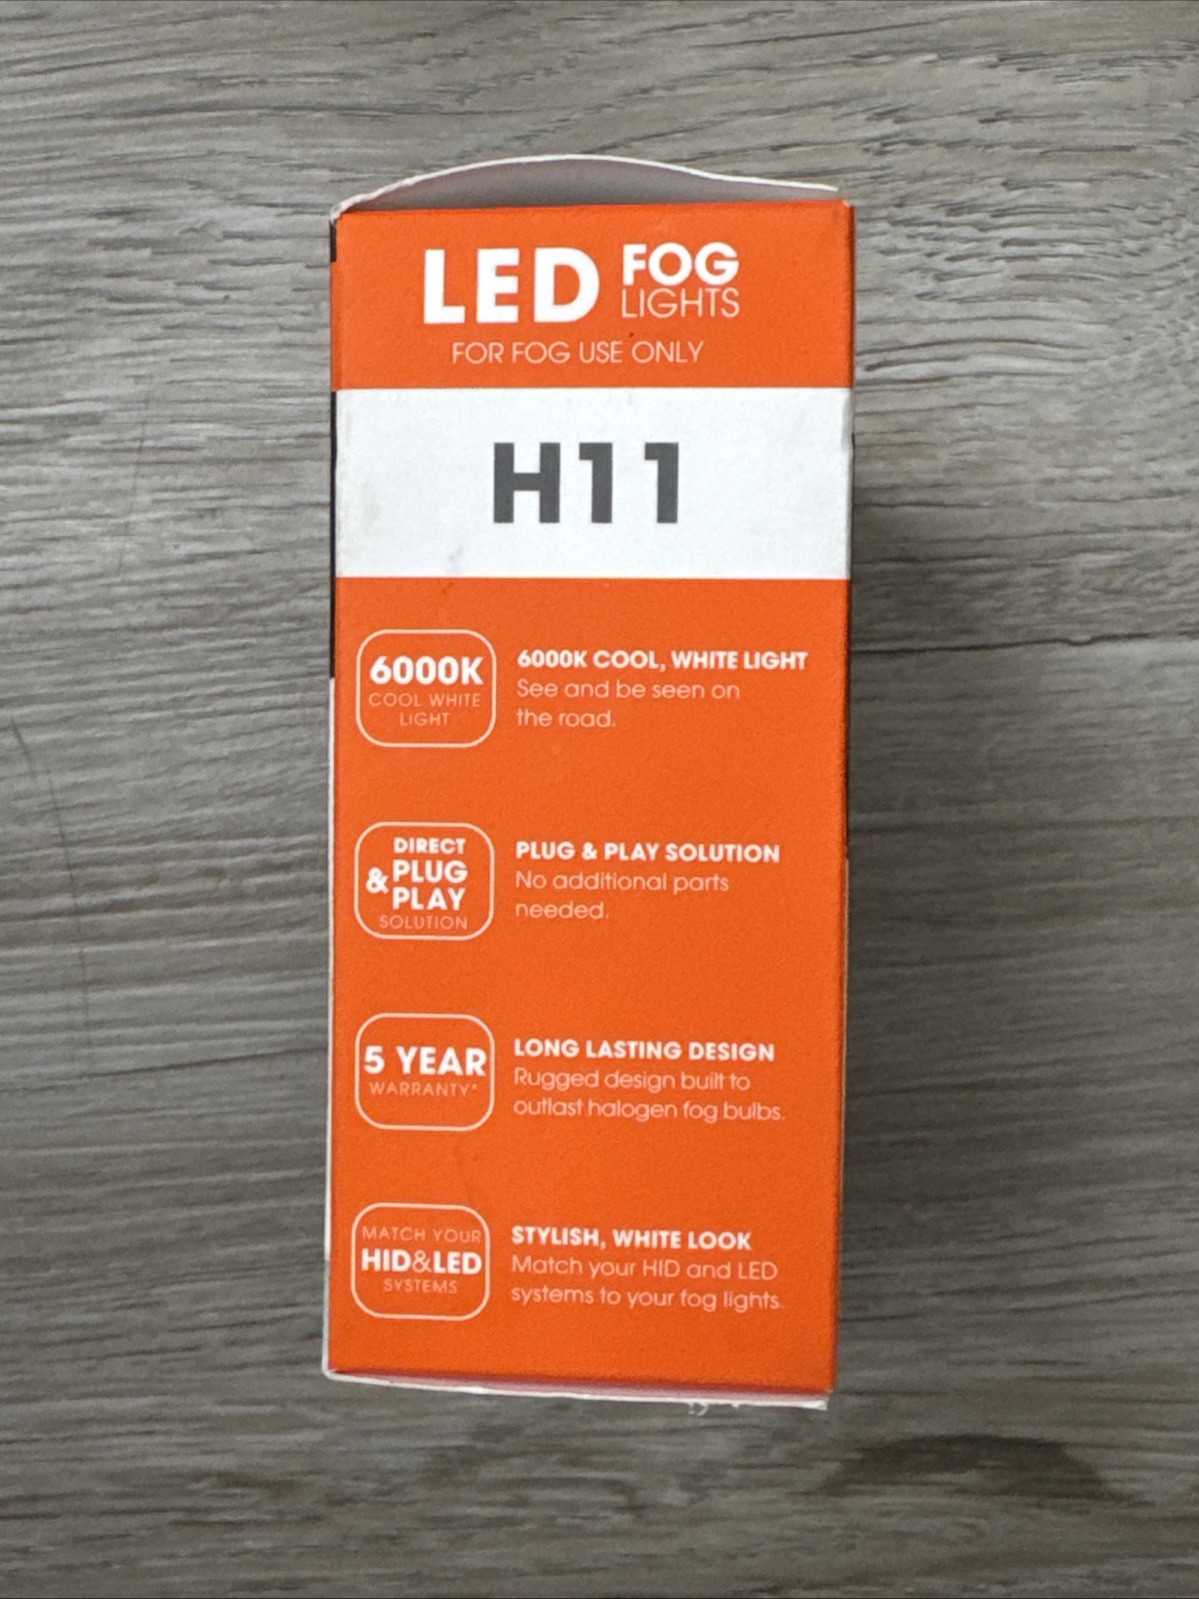 LED FOG
LIGHTS
FOR FOG USE ONLY
H11
6000K
COOL WHITE
LIGHT
6000K COOL, WHITE LIGHT
See and be seen on
the road.
DIRECT
& PLUG
PLAY
SOLUTION
PLUG & PLAY SOLUTION
No additional parts
needed.
5 YEAR
WARRANTY*
LONG LASTING DESIGN
Rugged design built to
outlast halogen fog bulbs.
MATCH YOUR
HID&LED
SYSTEMS
STYLISH, WHITE LOOK
Match your HID and LED
systems to your fog lights.